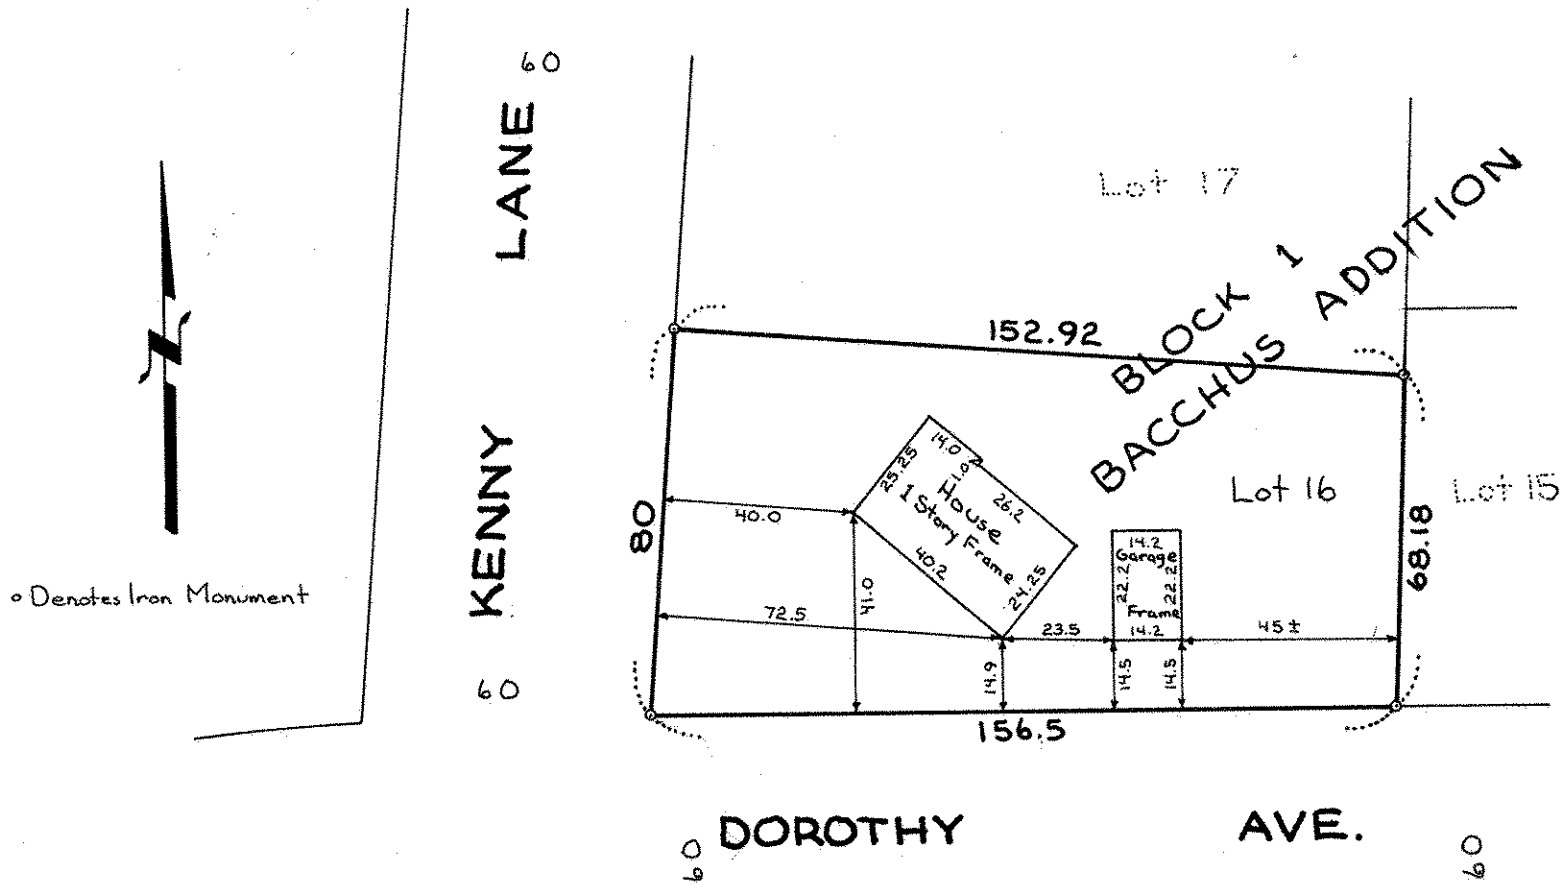 60
KENNY LANE
60
° Denotes Iron Monument
Lot 17
BLOCK 1
BACCHUS ADDITION
152.92
80
68.18
156.5
Lot 16
Lot 15
14.0
1.0
25.25
26.2
House
1 Story Frame
40.2
24.25
40.0
41.0
72.5
14.9
23.5
14.2
Garage
22.2
22.2
Frame
14.2
45±
14.5
14.5
DOROTHY AVE.
60
60